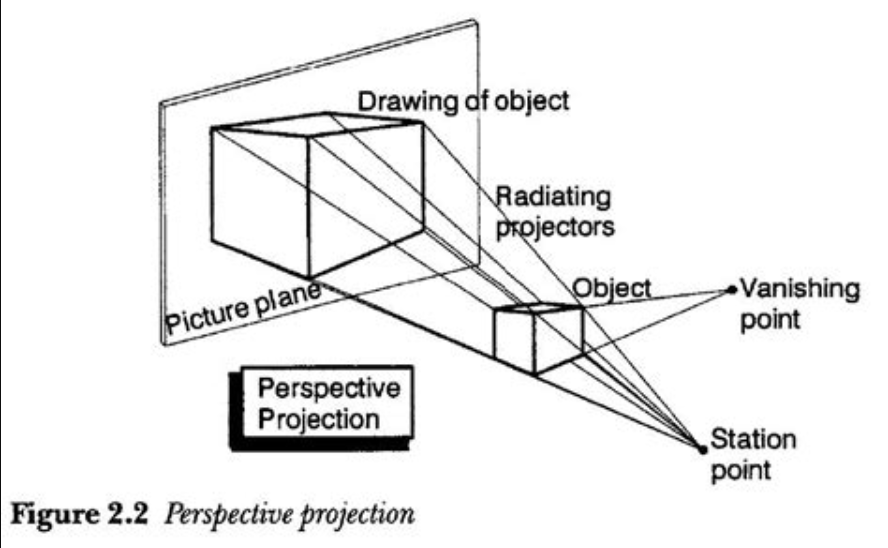 Drawing of object
Radiating
projectors
Object
Vanishing
point
Picture plane
Perspective
Projection
Station
point
Figure 2.2 Perspective projection